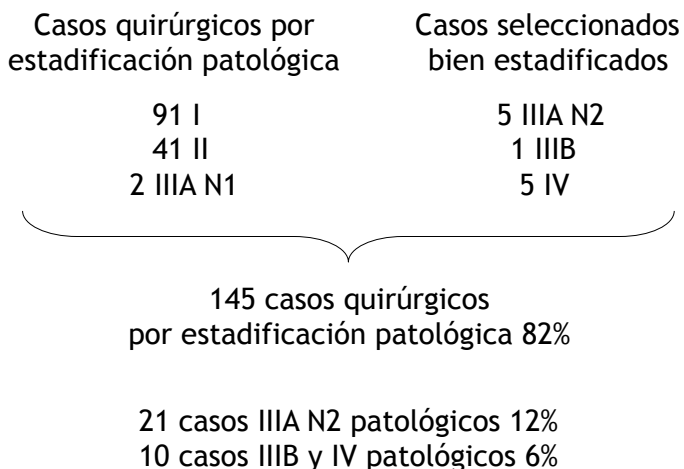 Casos quirúrgicos por
estadificación patológica
91 I
41 II
2 IIIA N1
Casos seleccionados
bien estadificados
5 IIIA N2
1 IIIB
5 IV
145 casos quirúrgicos
por estadificación patológica 82%
21 casos IIIA N2 patológicos 12%
10 casos IIIB y IV patológicos 6%